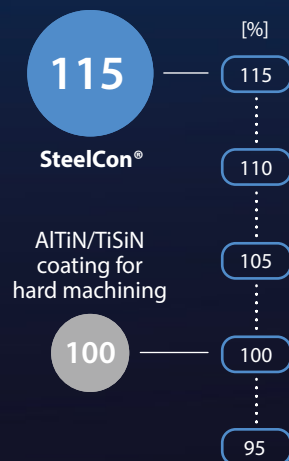 [%]
115
115
SteelCon®
110
AlTiN/TiSiN
coating for
hard machining
105
100
100
95